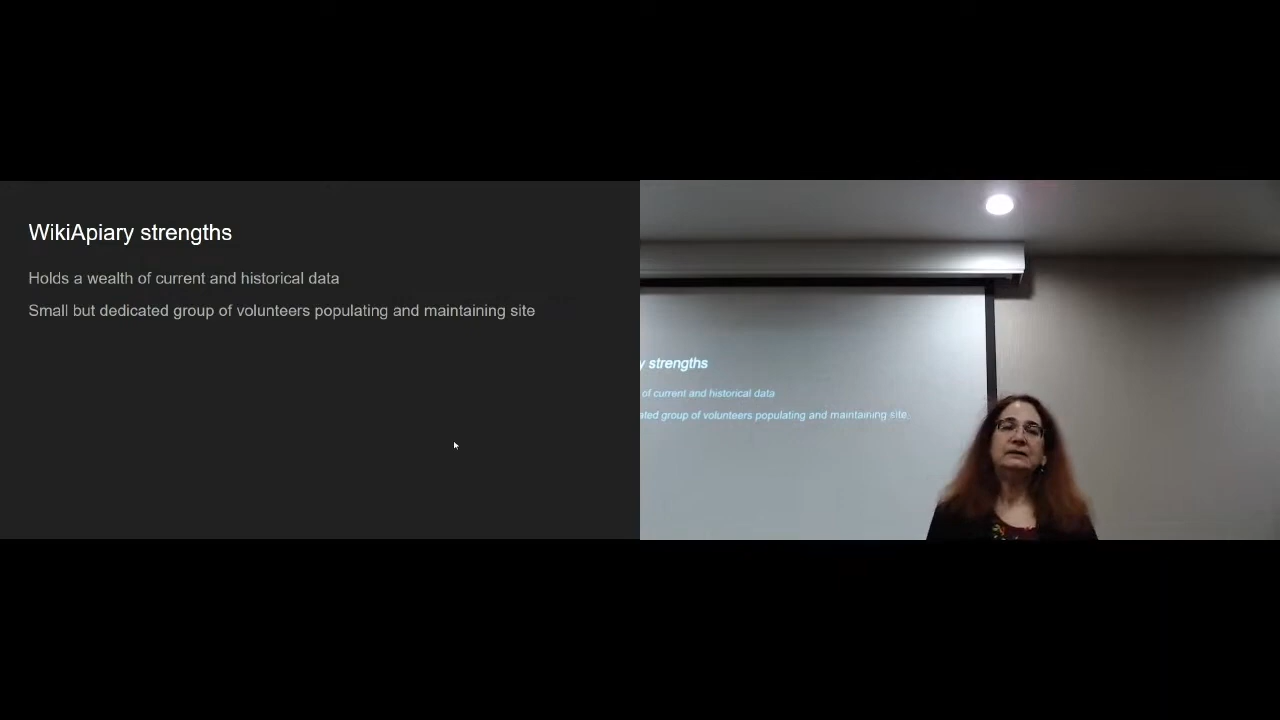 WikiApiary strengths
Holds a wealth of current and historical data
Small but dedicated group of volunteers populating and maintaining site
y strengths
of current and historical data
ated group of volunteers populating and maintaining site